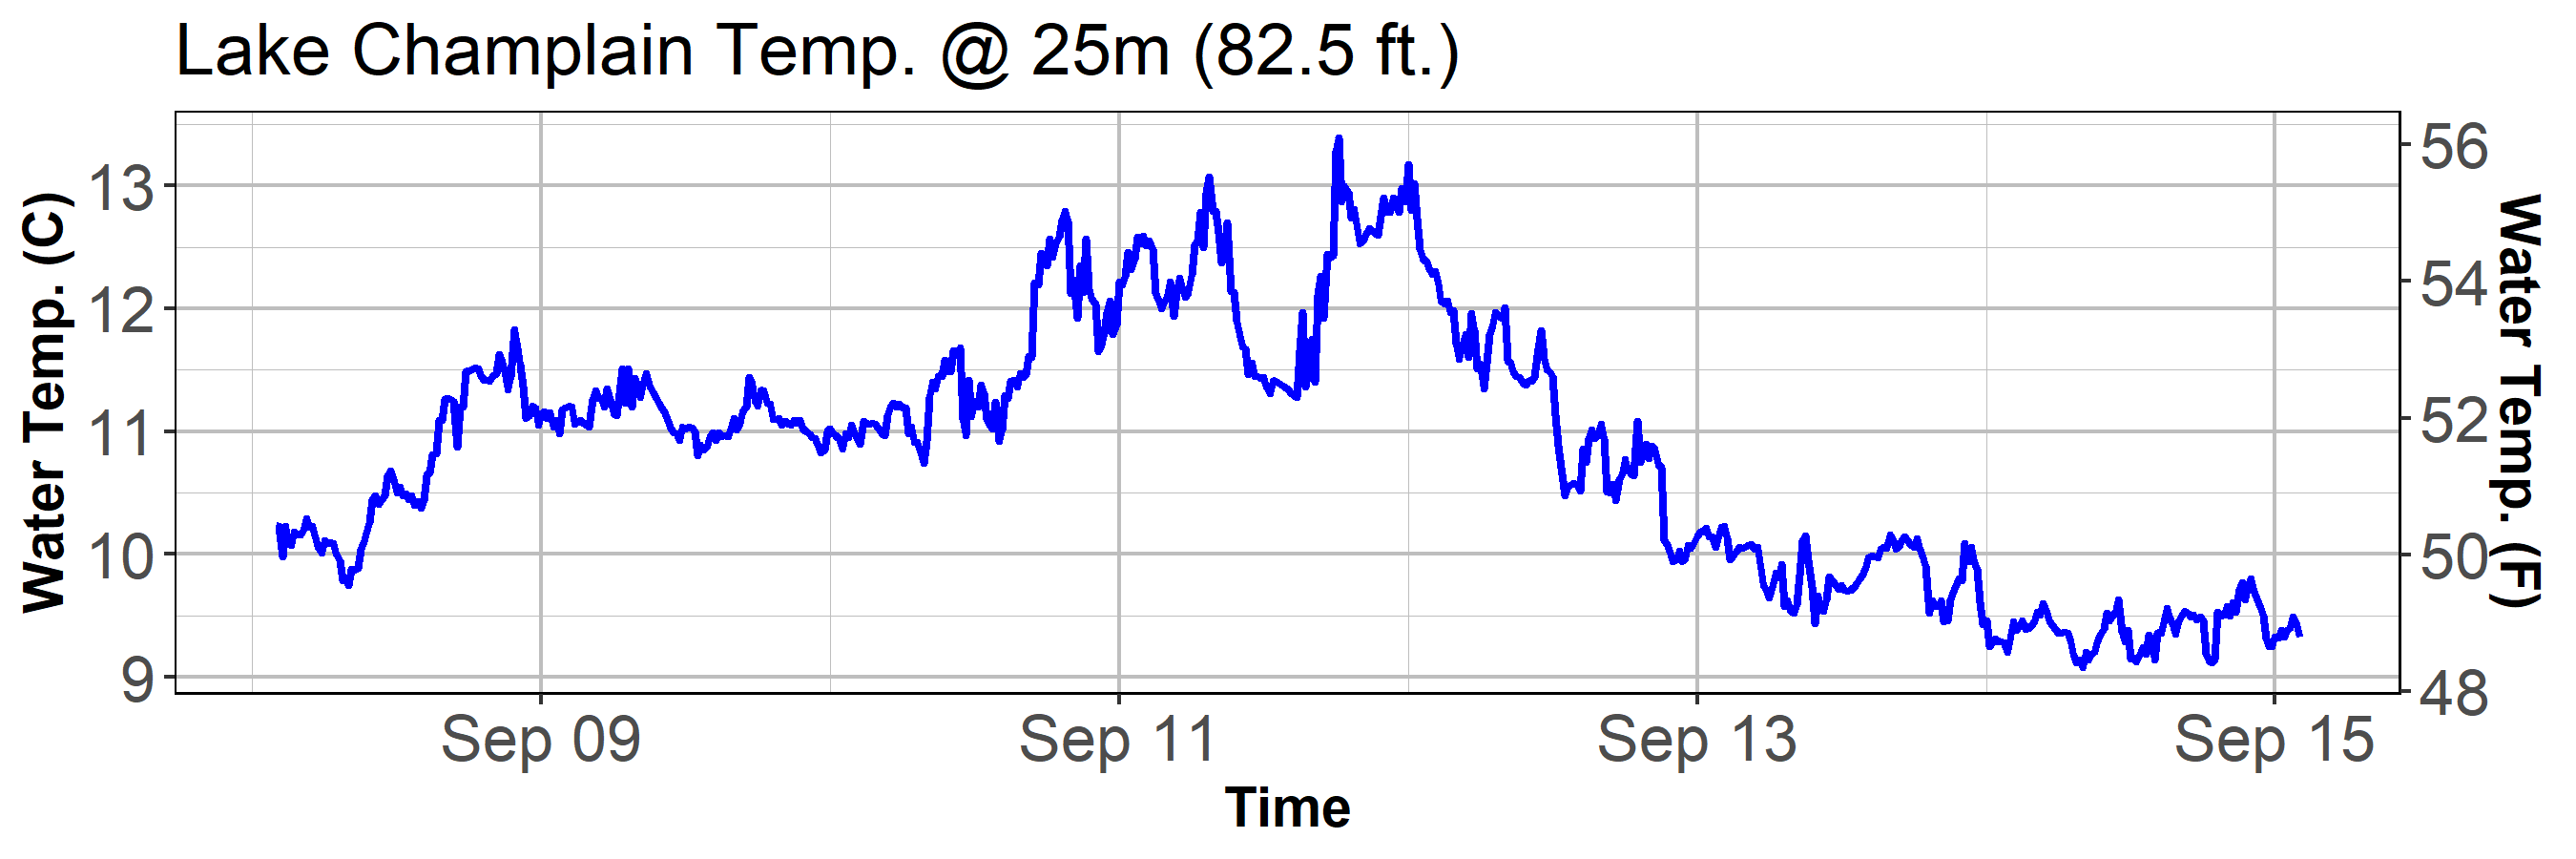 Lake Champlain Temp. @ 25m (82.5 ft.)
Water Temp. (C)
13
12
11
10
9
56
54
52
50
48
Water Temp. (F)
Sep 09 Sep 11 Sep 13 Sep 15
Time